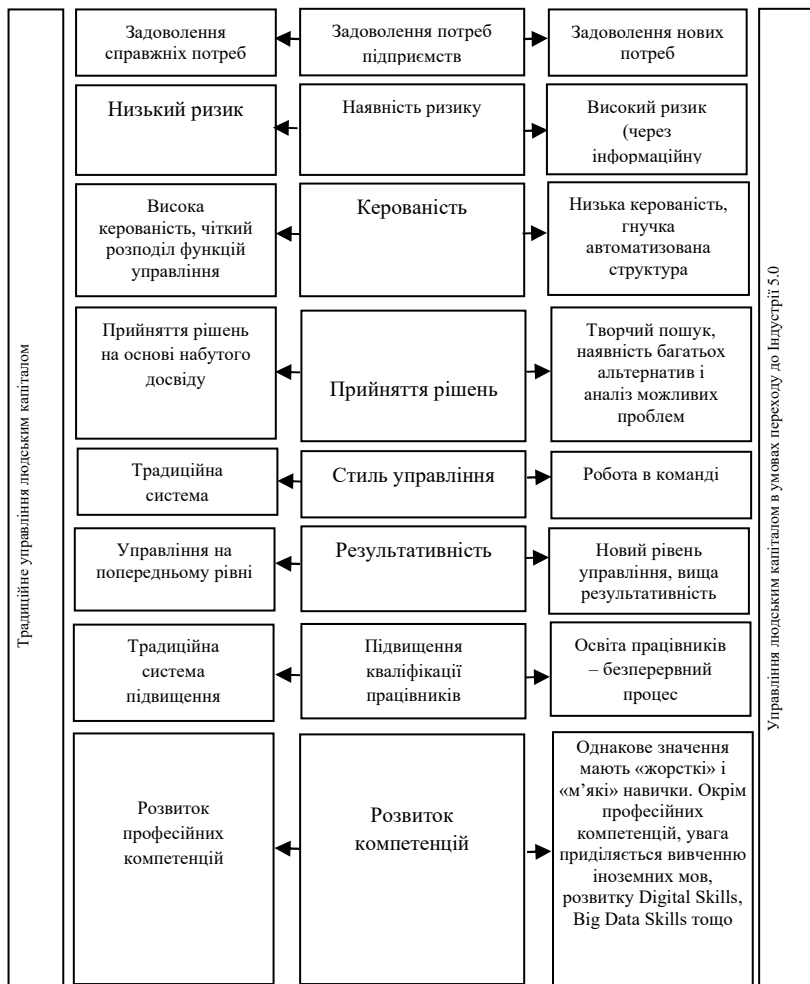 Традиційне управління людським капіталом
Задоволення
справжніх потреб
Задоволення потреб
підприємств
Задоволення нових
потреб
Низький ризик
Наявність ризику
Високий ризик
(через
інформаційну
Висока
керованість, чіткий
розподіл функцій
управління
Керованість
Низька керованість,
гнучка
автоматизована
структура
Прийняття рішень
на основі набутого
досвіду
Прийняття рішень
Творчий пошук,
наявність багатьох
альтернатив і
аналіз можливих
проблем
Традиційна
система
Стиль управління
Робота в команді
Управління на
попередньому рівні
Результативність
Новий рівень
управління, вища
результативність
Традиційна
система
підвищення
Підвищення
кваліфікації
працівників
Освіта працівників
– безперервний
процес
Розвиток
професійних
компетенцій
Розвиток
компетенцій
Однакове значення
мають «жорсткі» і
«м’які» навички. Окрім
професійних
компетенцій, увага
приділяється вивченню
іноземних мов,
розвитку Digital Skills,
Big Data Skills тощо
Управління людським капіталом в умовах переходу до Індустрії 5.0